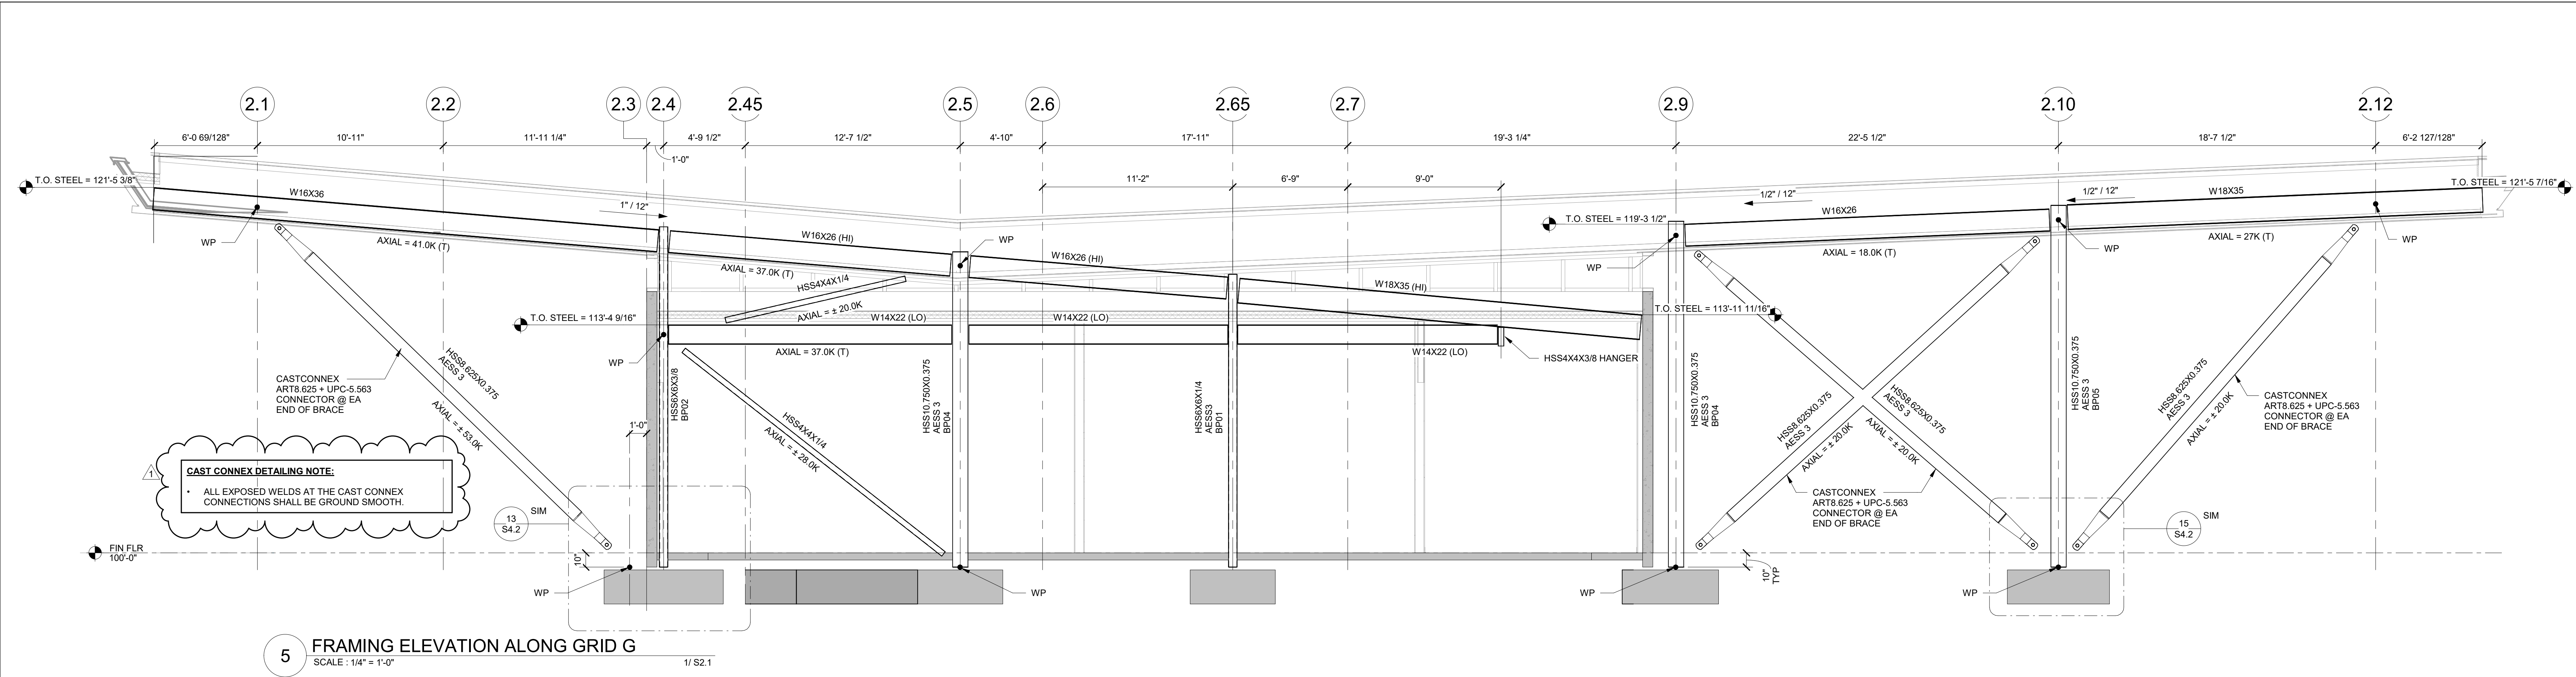 2.1
2.2
2.3
2.4
2.45
2.5
2.6
2.65
2.7
2.9
2.10
2.12
6'-0 69/128"
10'-11"
11'-11 1/4"
1'-0"
4'-9 1/2"
12'-7 1/2"
4'-10"
17'-11"
19'-3 1/4"
22'-5 1/2"
18'-7 1/2"
6'-2 127/128"
11'-2"
6'-9"
9'-0"
T.O. STEEL = 121'-5 3/8"
W16X36
1" / 12"
WP
AXIAL = 41.0K (T)
W16X26 (HI)
AXIAL = 37.0K (T)
WP
W16X26 (HI)
W18X35 (HI)
T.O. STEEL = 119'-3 1/2"
WP
1/2" / 12"
W16X26
AXIAL = 18.0K (T)
1/2" / 12"
W18X35
T.O. STEEL = 121'-5 7/16"
WP
AXIAL = 27K (T)
WP
HSS4X4X1/4
AXIAL = ± 20.0K
T.O. STEEL = 113'-4 9/16"
W14X22 (LO)
W14X22 (LO)
T.O. STEEL = 113'-11 11/16"
WP
AXIAL = 37.0K (T)
W14X22 (LO)
HSS4X4X3/8 HANGER
HSS8.625X0.375
AESS 3
AXIAL = ± 53.0K
CASTCONNEX
ART8.625 + UPC-5.563
CONNECTOR @ EA
END OF BRACE
HSS6X6X3/8
BP02
HSS4X4X1/4
AXIAL = ± 28.0K
HSS10.750X0.375
AESS 3
BP04
HSS6X6X1/4
AESS3
BP01
HSS10.750X0.375
AESS 3
BP04
HSS8.625X0.375
AESS 3
AXIAL = ± 20.0K
HSS8.625X0.375
AESS 3
AXIAL = ± 20.0K
CASTCONNEX
ART8.625 + UPC-5.563
CONNECTOR @ EA
END OF BRACE
HSS10.750X0.375
AESS 3
BP05
HSS8.625X0.375
AESS 3
AXIAL = ± 20.0K
CASTCONNEX
ART8.625 + UPC-5.563
CONNECTOR @ EA
END OF BRACE
1'-0"
1
CAST CONNEX DETAILING NOTE:
• ALL EXPOSED WELDS AT THE CAST CONNEX
CONNECTIONS SHALL BE GROUND SMOOTH.
13
S4.2
SIM
15
S4.2
SIM
FIN FLR
100'-0"
10"
10"
TYP
WP
WP
WP
WP
5
FRAMING ELEVATION ALONG GRID G
SCALE : 1/4" = 1'-0"
1/ S2.1